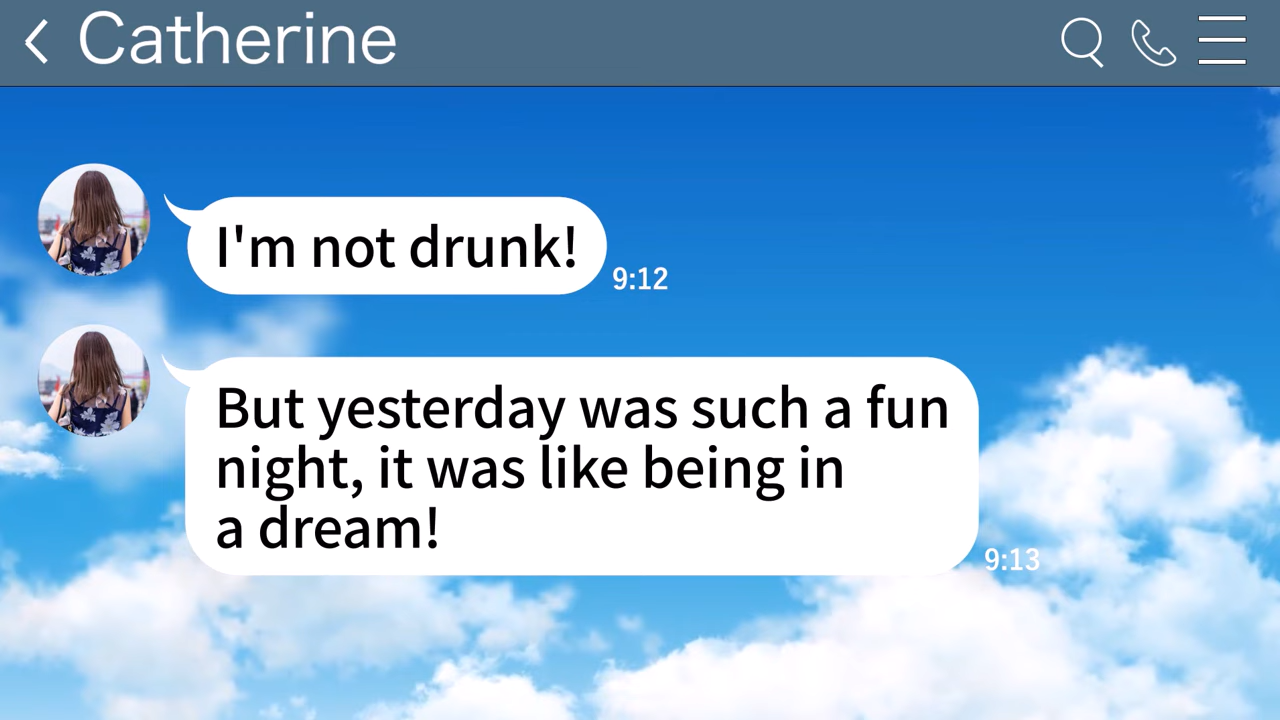 Catherine
I'm not drunk!
9:12
But yesterday was such a fun
night, it was like being in
a dream!
9:13